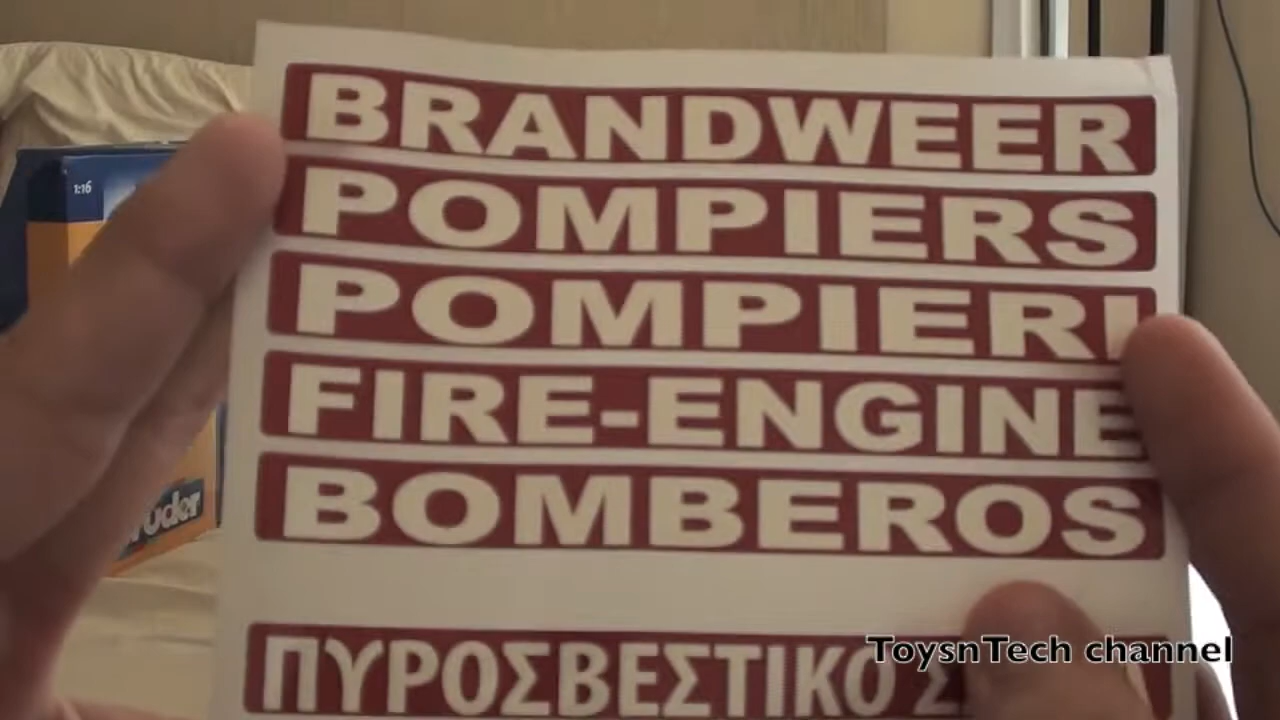 1:16
BRANDWEER
POMPIERS
POMPIERI
FIRE-ENGINE
BOMBEROS
ΠΥΡΟΣΒΕΣΤΙΚΟ
ToysnTech channel